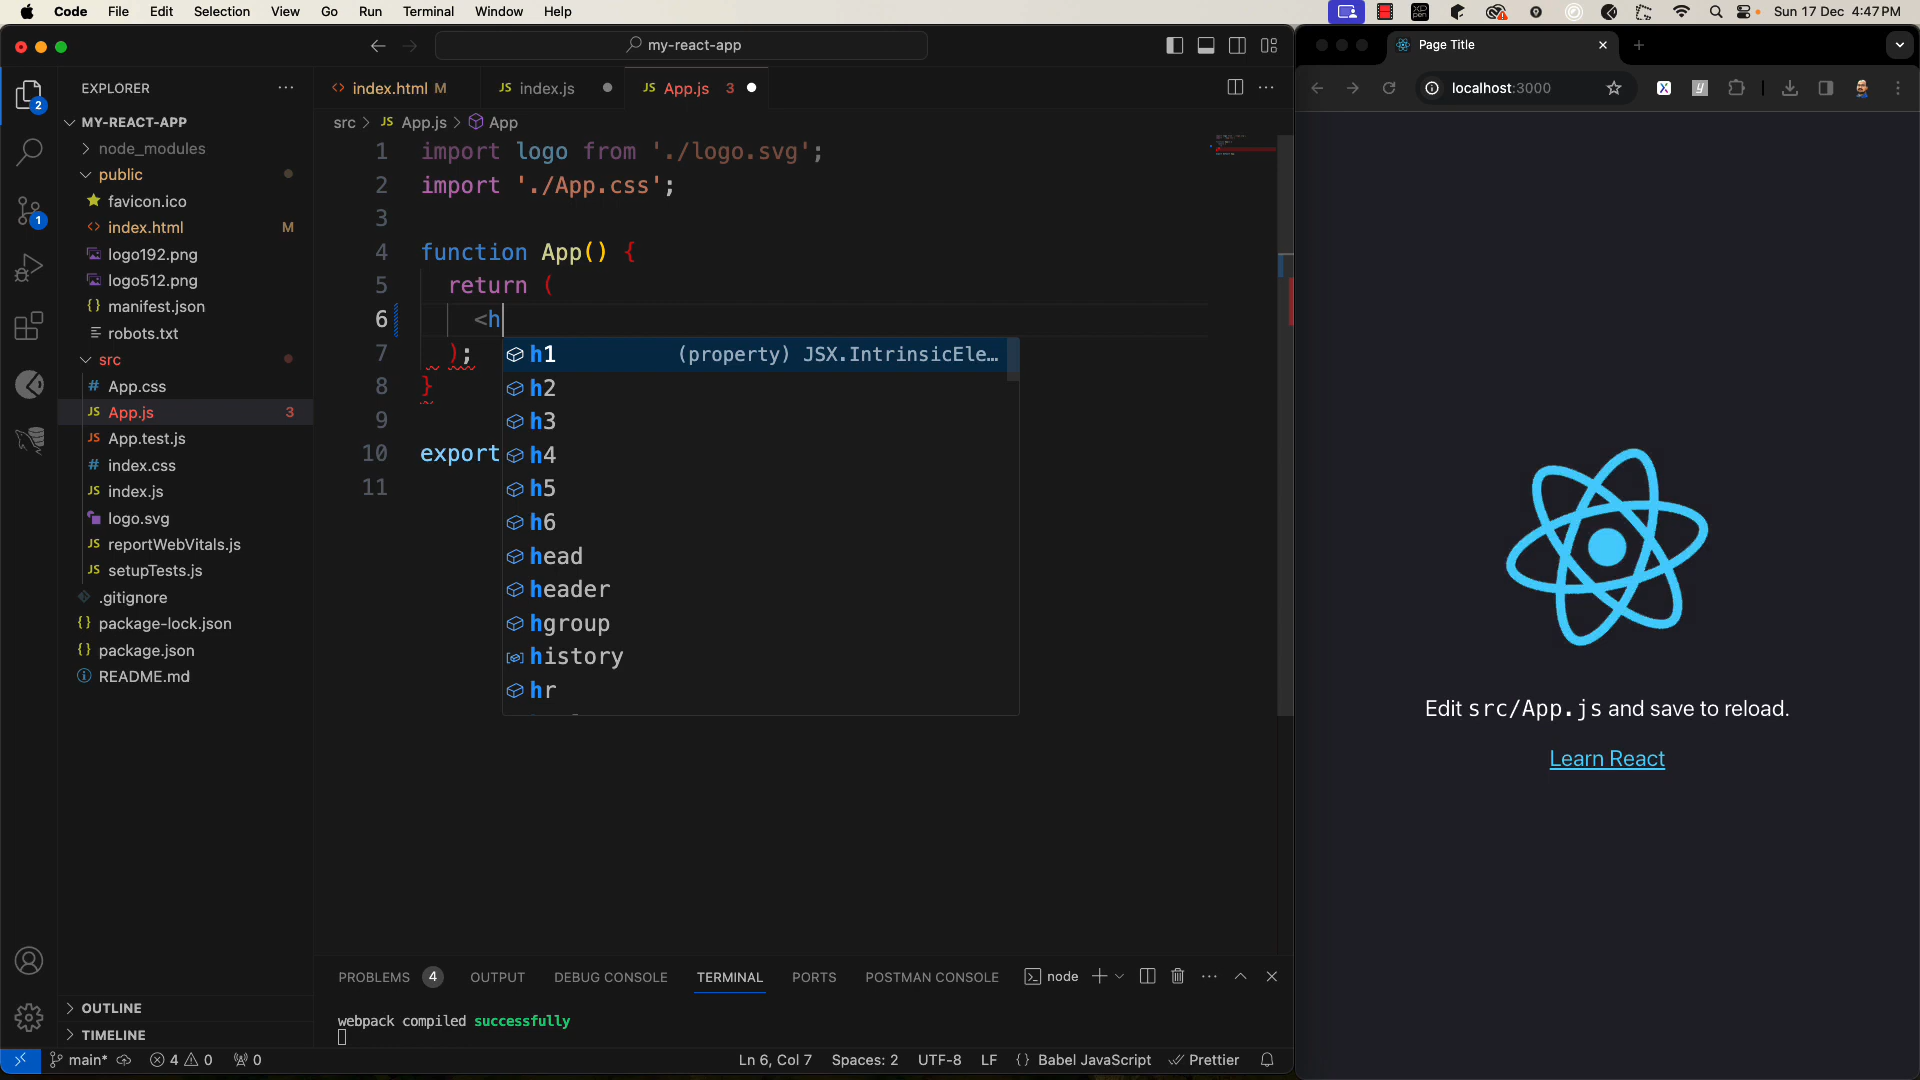 Code File Edit Selection View Go Run Terminal Window Help
Sun 17 Dec 4:47 PM
my-react-app
EXPLORER
MY-REACT-APP
node_modules
public
favicon.ico
index.html M
logo192.png
logo512.png
manifest.json
robots.txt
src
App.css
App.js 3
App.test.js
index.css
index.js
logo.svg
reportWebVitals.js
setupTests.js
.gitignore
package-lock.json
package.json
README.md
OUTLINE
TIMELINE
2
1
index.html M
JS index.js
JS App.js 3
src > JS App.js > App
1 import logo from './logo.svg';
2 import './App.css';
3
4 function App() {
5 return (
6 <h
7 );
8 }
9
10 export
11
h1 (property) JSX.IntrinsicEle…
h2
h3
h4
h5
h6
head
header
hgroup
history
hr
PROBLEMS 4 OUTPUT DEBUG CONSOLE TERMINAL PORTS POSTMAN CONSOLE node
webpack compiled successfully
main* 4 0 0 Ln 6, Col 7 Spaces: 2 UTF-8 LF {} Babel JavaScript Prettier
Page Title
localhost:3000
Edit src/App.js and save to reload.
Learn React